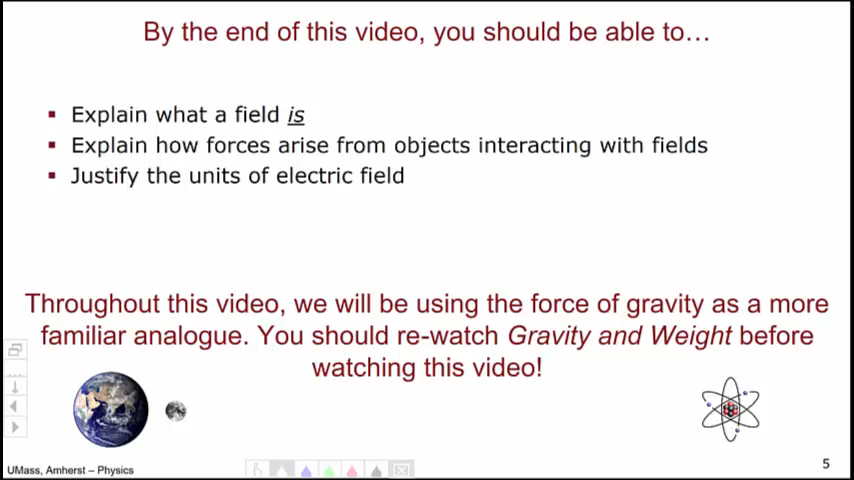 By the end of this video, you should be able to…
▪ Explain what a field is
▪ Explain how forces arise from objects interacting with fields
▪ Justify the units of electric field
Throughout this video, we will be using the force of gravity as a more
familiar analogue. You should re-watch Gravity and Weight before
watching this video!
UMass, Amherst – Physics
5